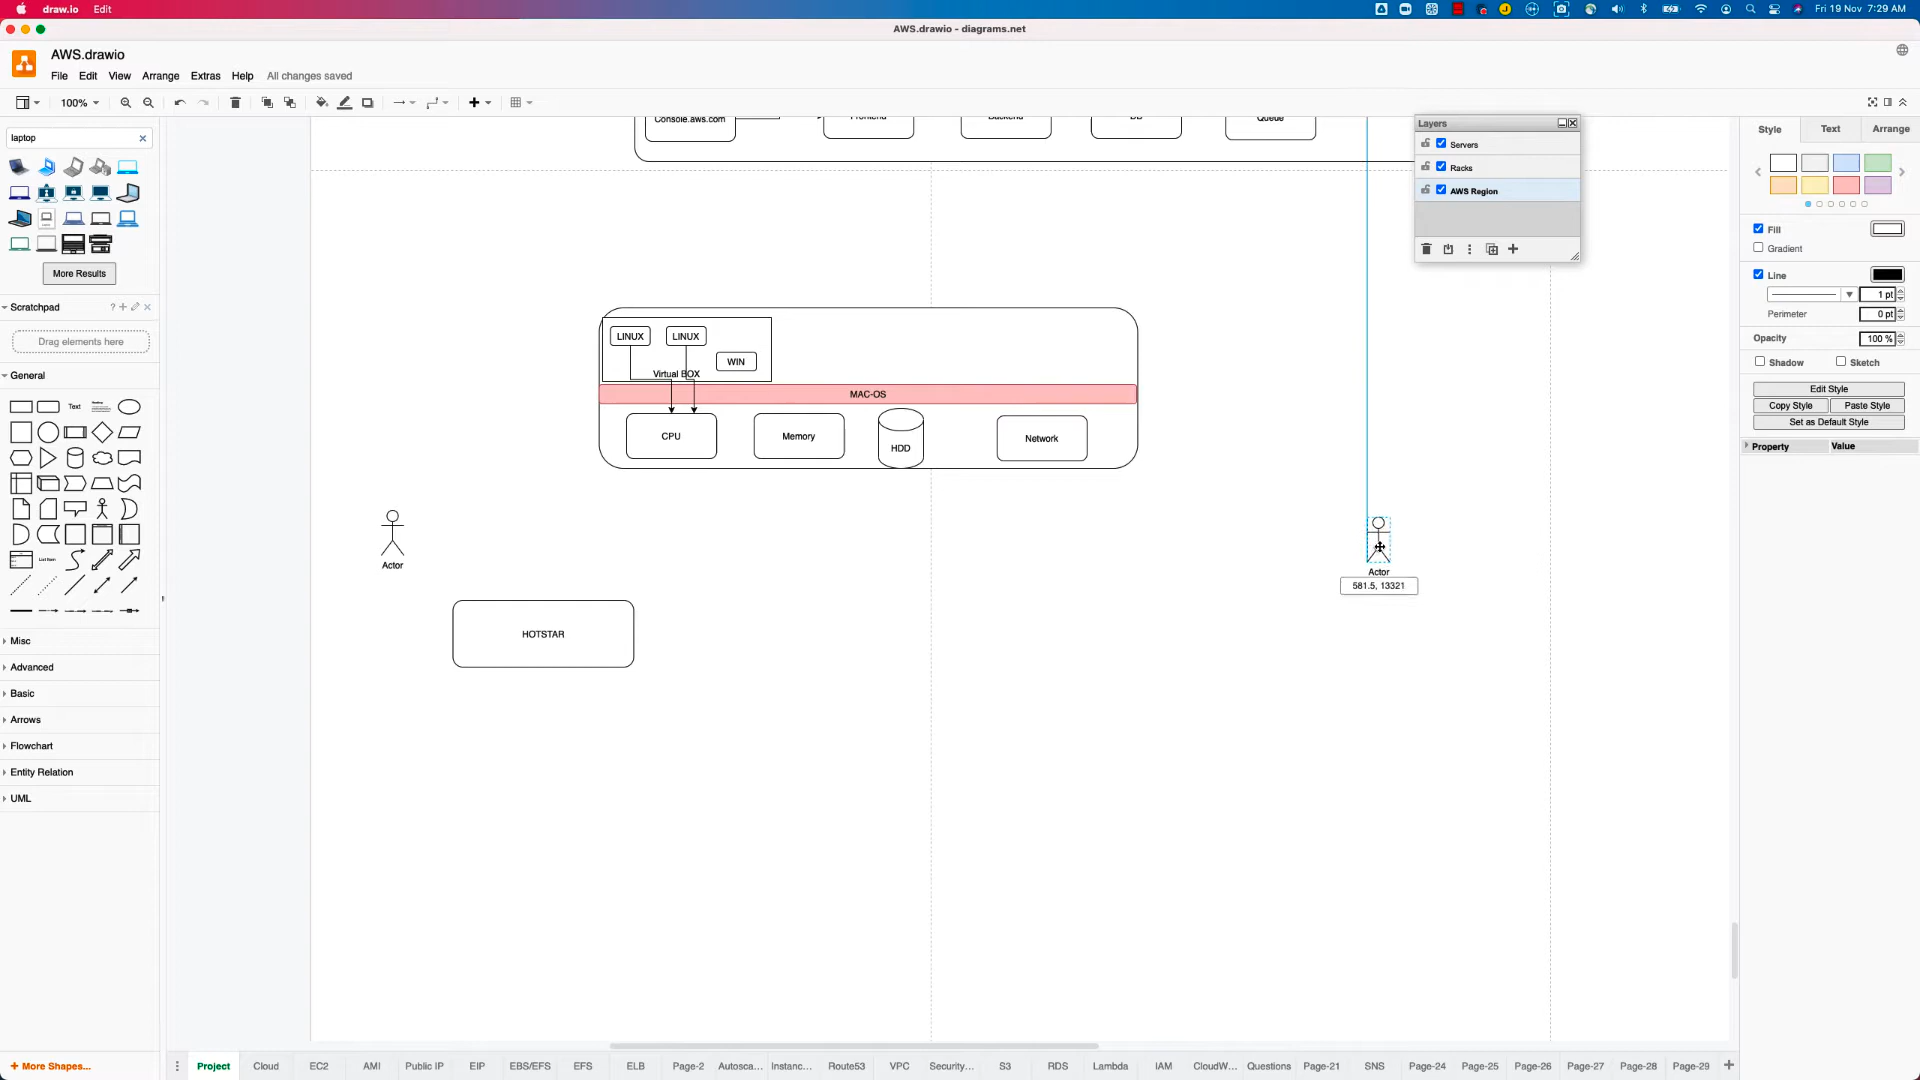 draw.io Edit
Fri 19 Nov 7:29 AM
AWS.drawio - diagrams.net
AWS.drawio
File Edit View Arrange Extras Help All changes saved
100%
laptop
More Results
Scratchpad
Drag elements here
General
Text
Heading
List Item
Misc
Advanced
Basic
Arrows
Flowchart
Entity Relation
UML
+ More Shapes...
Console.aws.com Frontend Backend DB Queue
LINUX LINUX
WIN
Virtual BOX
MAC-OS
CPU Memory HDD Network
Actor
HOTSTAR
Actor
581.5, 13321
Layers
Servers
Racks
AWS Region
Style Text Arrange
Fill
Gradient
Line
1 pt
Perimeter 0 pt
Opacity 100 %
Shadow Sketch
Edit Style
Copy Style Paste Style
Set as Default Style
Property Value
Project Cloud EC2 AMI Public IP EIP EBS/EFS EFS ELB Page-2 Autosca... Instanc... Route53 VPC Security... S3 RDS Lambda IAM CloudW... Questions Page-21 SNS Page-24 Page-25 Page-26 Page-27 Page-28 Page-29